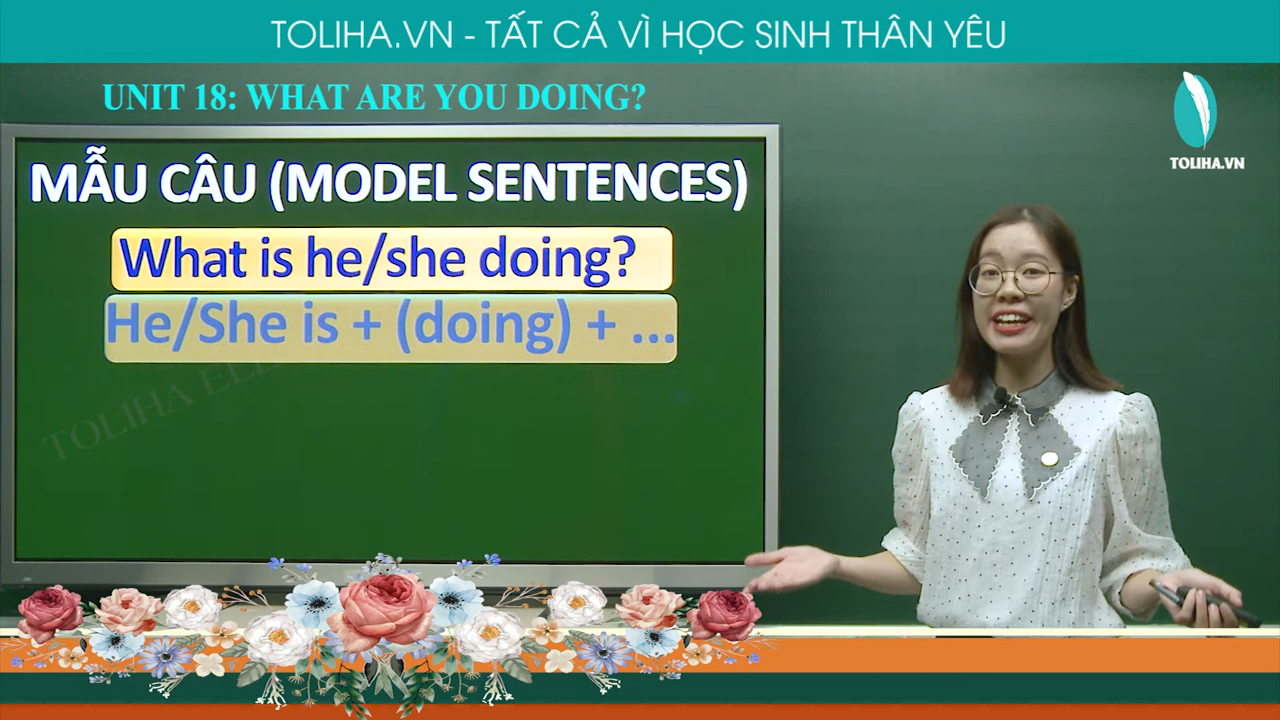 TOLIHA.VN - TẤT CẢ VÌ HỌC SINH THÂN YÊU
UNIT 18: WHAT ARE YOU DOING?
TOLIHA.VN
MẪU CÂU (MODEL SENTENCES)
What is he/she doing?
He/She is + (doing) + ...
TOLIHA